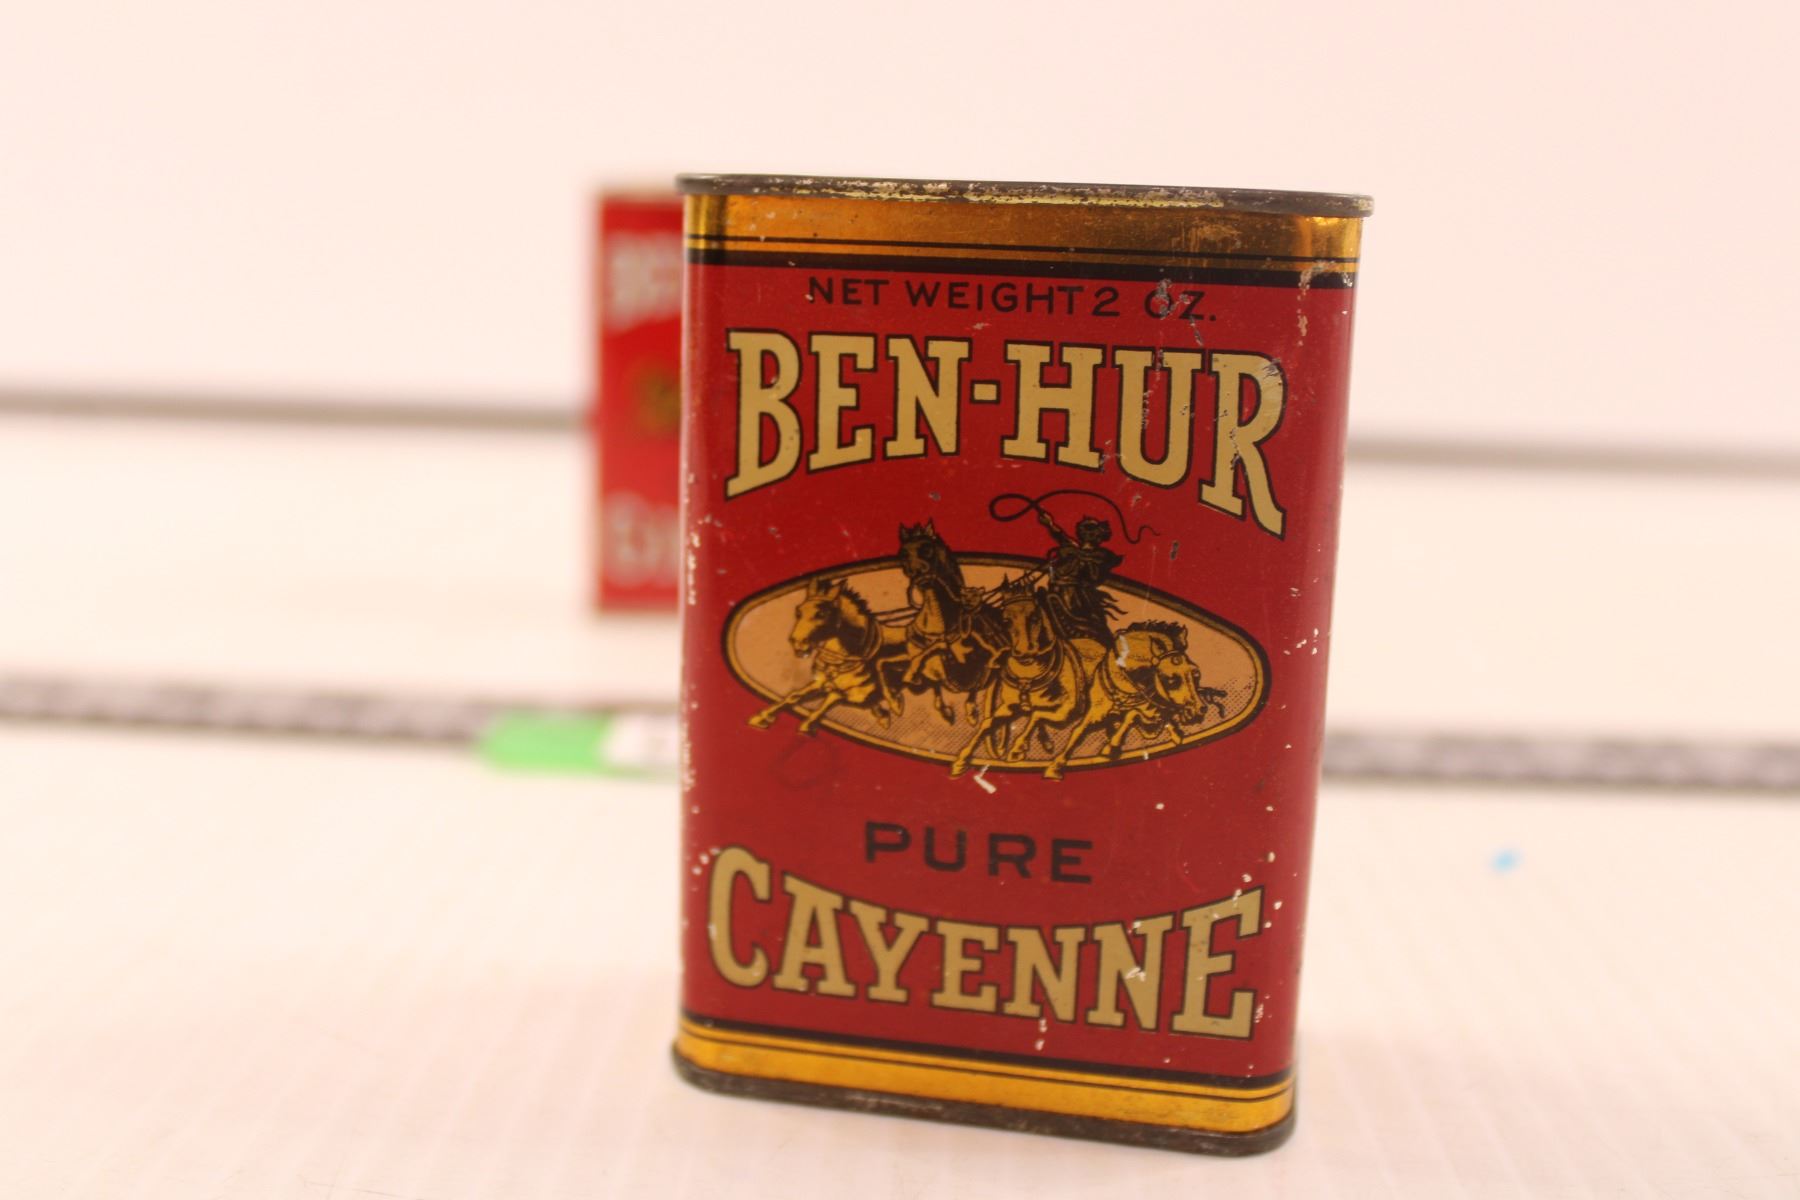 NET WEIGHT 2 OZ.
BEN-HUR
PURE
CAYENNE